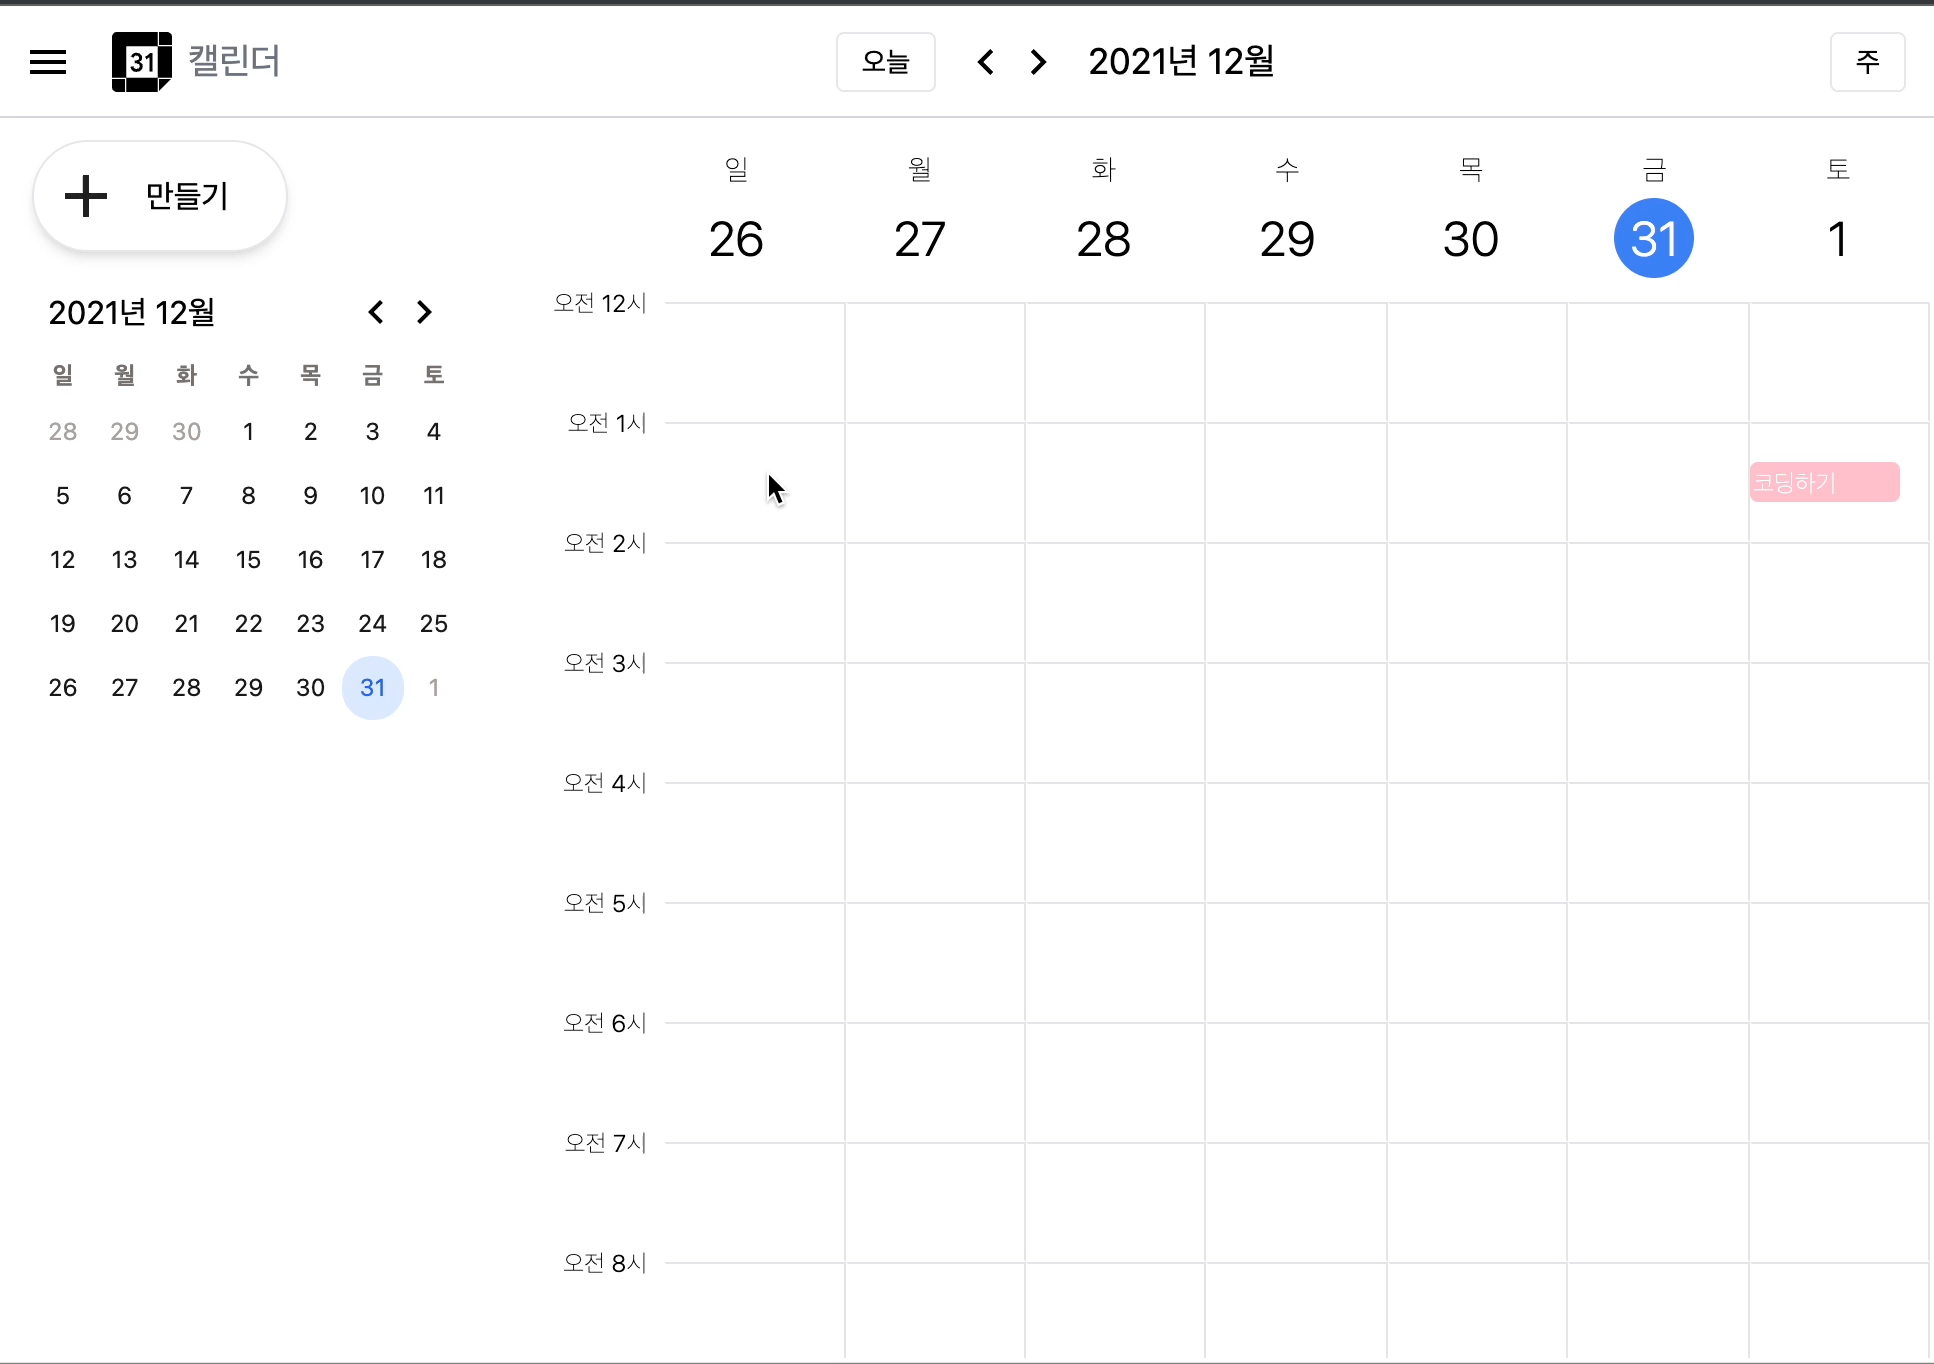 31 캘린더 오늘 2021년 12월 주
만들기
2021년 12월
일 월 화 수 목 금 토
28 29 30 1 2 3 4
5 6 7 8 9 10 11
12 13 14 15 16 17 18
19 20 21 22 23 24 25
26 27 28 29 30 31 1
일 월 화 수 목 금 토
26 27 28 29 30 31 1
오전 12시
오전 1시
코딩하기
오전 2시
오전 3시
오전 4시
오전 5시
오전 6시
오전 7시
오전 8시